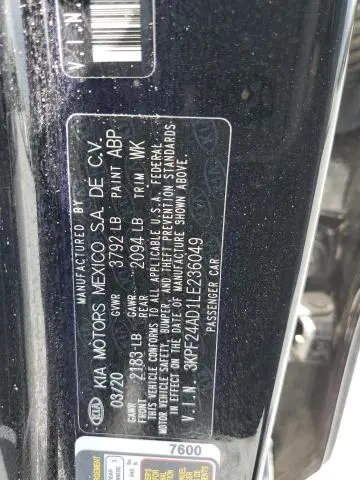 V.I.N.
MANUFACTURED BY
KIA MOTORS MEXICO S.A. DE C.V.
03/20 GVWR 3792 LB PAINT ABP
GAWR FRONT 2183 LB GAWR REAR 2094 LB TRIM WK
THIS VEHICLE CONFORMS TO ALL APPLICABLE U.S.A. FEDERAL
MOTOR VEHICLE SAFETY, BUMPER, AND THEFT PREVENTION STANDARDS
IN EFFECT ON THE DATE OF MANUFACTURE SHOWN ABOVE.
V.I.N. 3KPF24AD1LE236049
PASSENGER CAR
KIA
7600